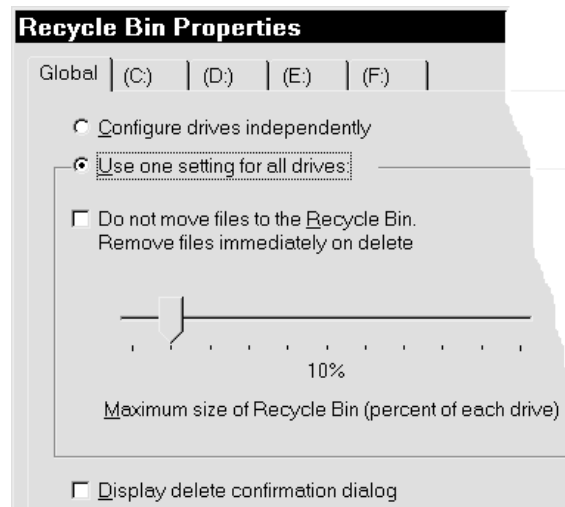 Recycle Bin Properties
Global (C:) (D:) (E:) (F:)
Configure drives independently
Use one setting for all drives:
Do not move files to the Recycle Bin.
Remove files immediately on delete
10%
Maximum size of Recycle Bin (percent of each drive)
Display delete confirmation dialog